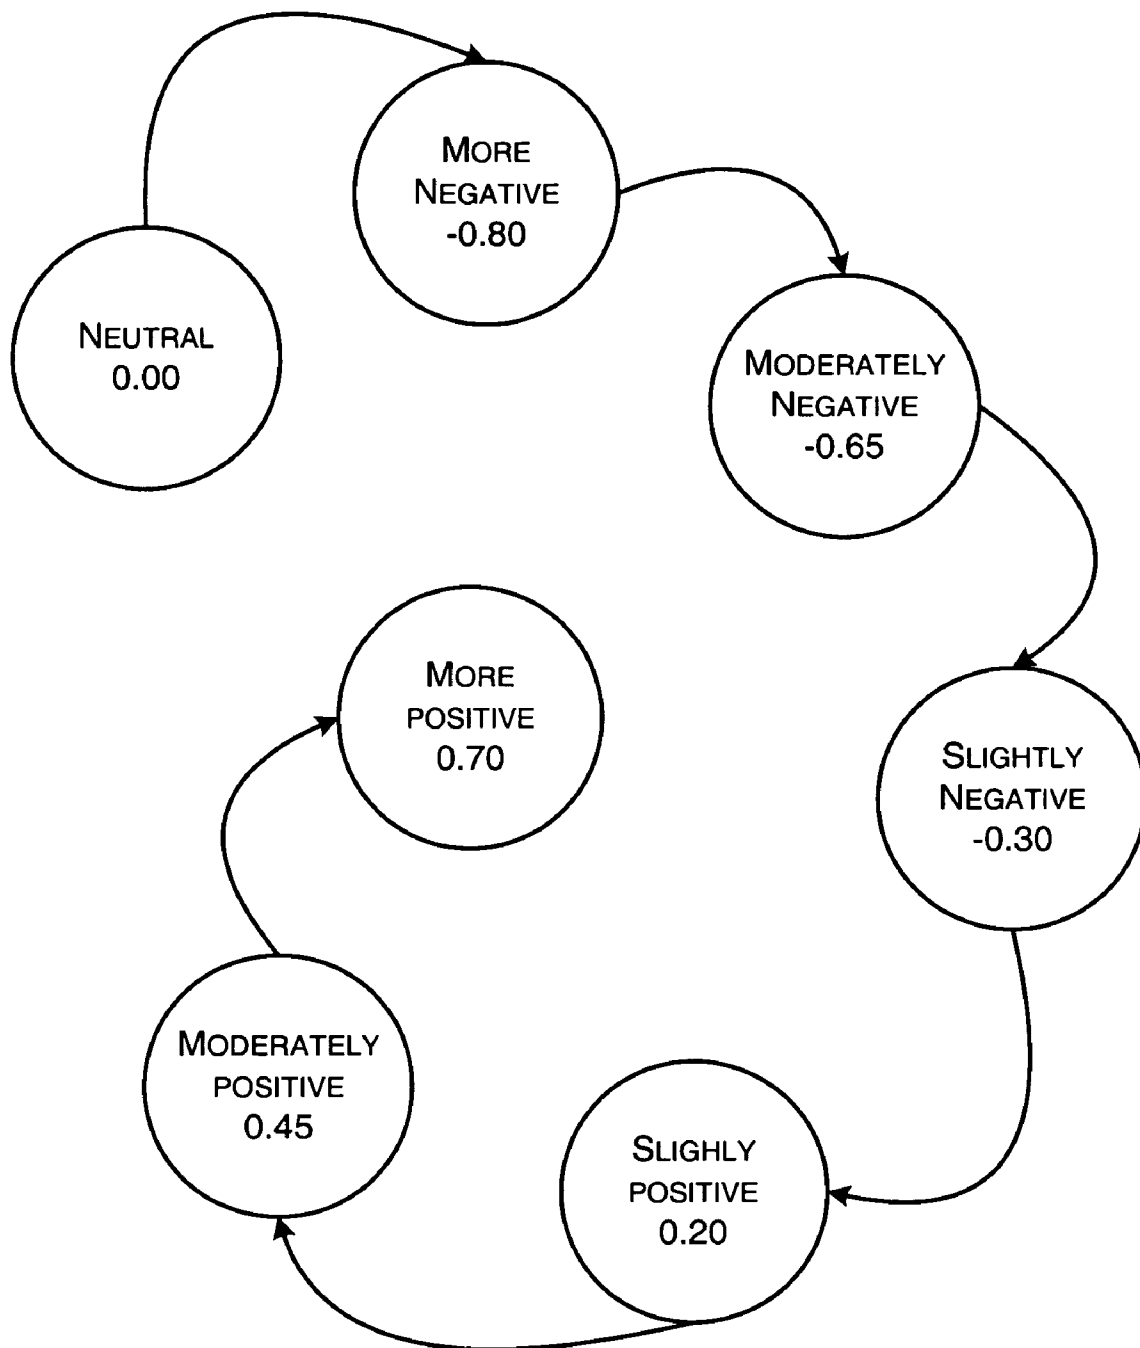 NEUTRAL
0.00
MORE
NEGATIVE
-0.80
MODERATELY
NEGATIVE
-0.65
SLIGHTLY
NEGATIVE
-0.30
SLIGHLY
POSITIVE
0.20
MODERATELY
POSITIVE
0.45
MORE
POSITIVE
0.70